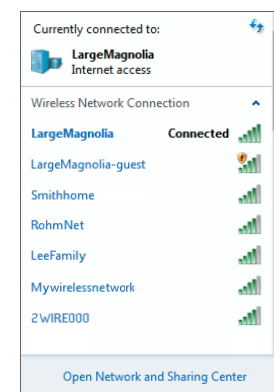 Currently connected to:
LargeMagnolia
Internet access
Wireless Network Connection
LargeMagnolia Connected
LargeMagnolia-guest
Smithhome
RohmNet
LeeFamily
Mywirelessnetwork
2WIRE000
Open Network and Sharing Center